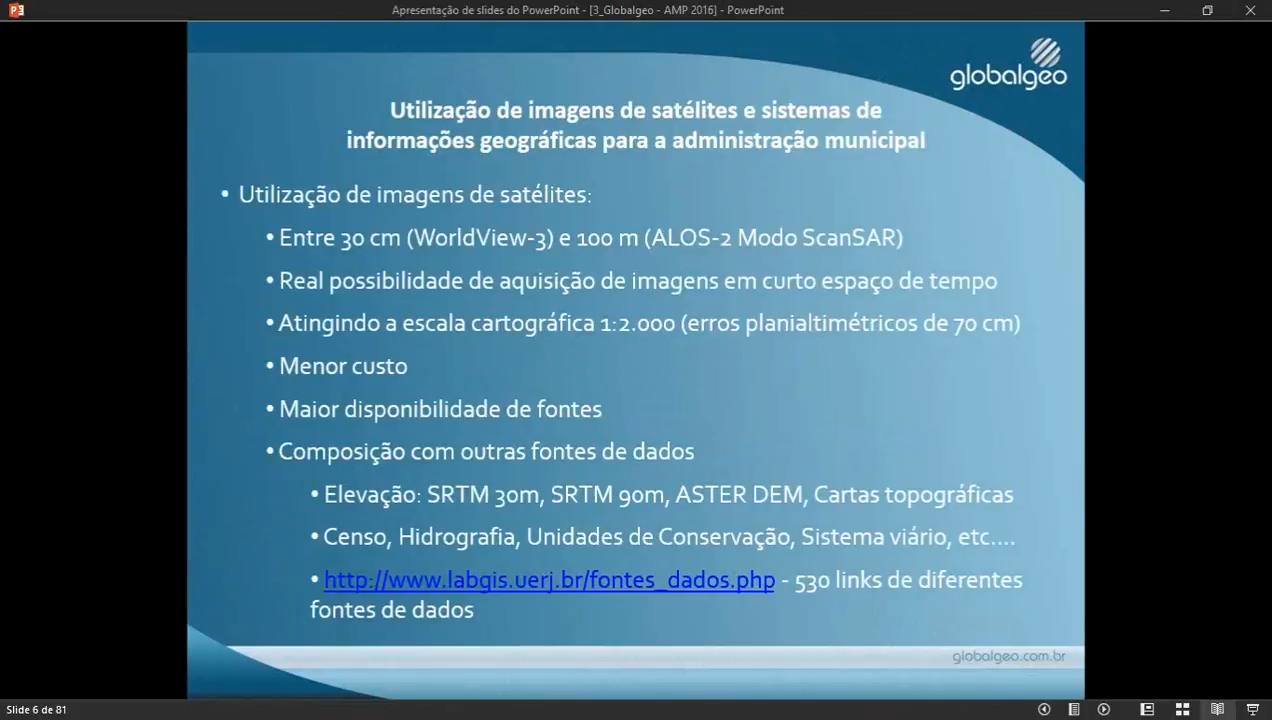 Apresentação de slides do PowerPoint - [3_Globalgeo - AMP 2016] - PowerPoint
globalgeo
Utilização de imagens de satélites e sistemas de
informações geográficas para a administração municipal
• Utilização de imagens de satélites:
• Entre 30 cm (WorldView-3) e 100 m (ALOS-2 Modo ScanSAR)
• Real possibilidade de aquisição de imagens em curto espaço de tempo
• Atingindo a escala cartográfica 1:2.000 (erros planialtimétricos de 70 cm)
• Menor custo
• Maior disponibilidade de fontes
• Composição com outras fontes de dados
• Elevação: SRTM 30m, SRTM 90m, ASTER DEM, Cartas topográficas
• Censo, Hidrografia, Unidades de Conservação, Sistema viário, etc....
• http://www.labgis.uerj.br/fontes_dados.php - 530 links de diferentes
fontes de dados
globalgeo.com.br
Slide 6 de 81